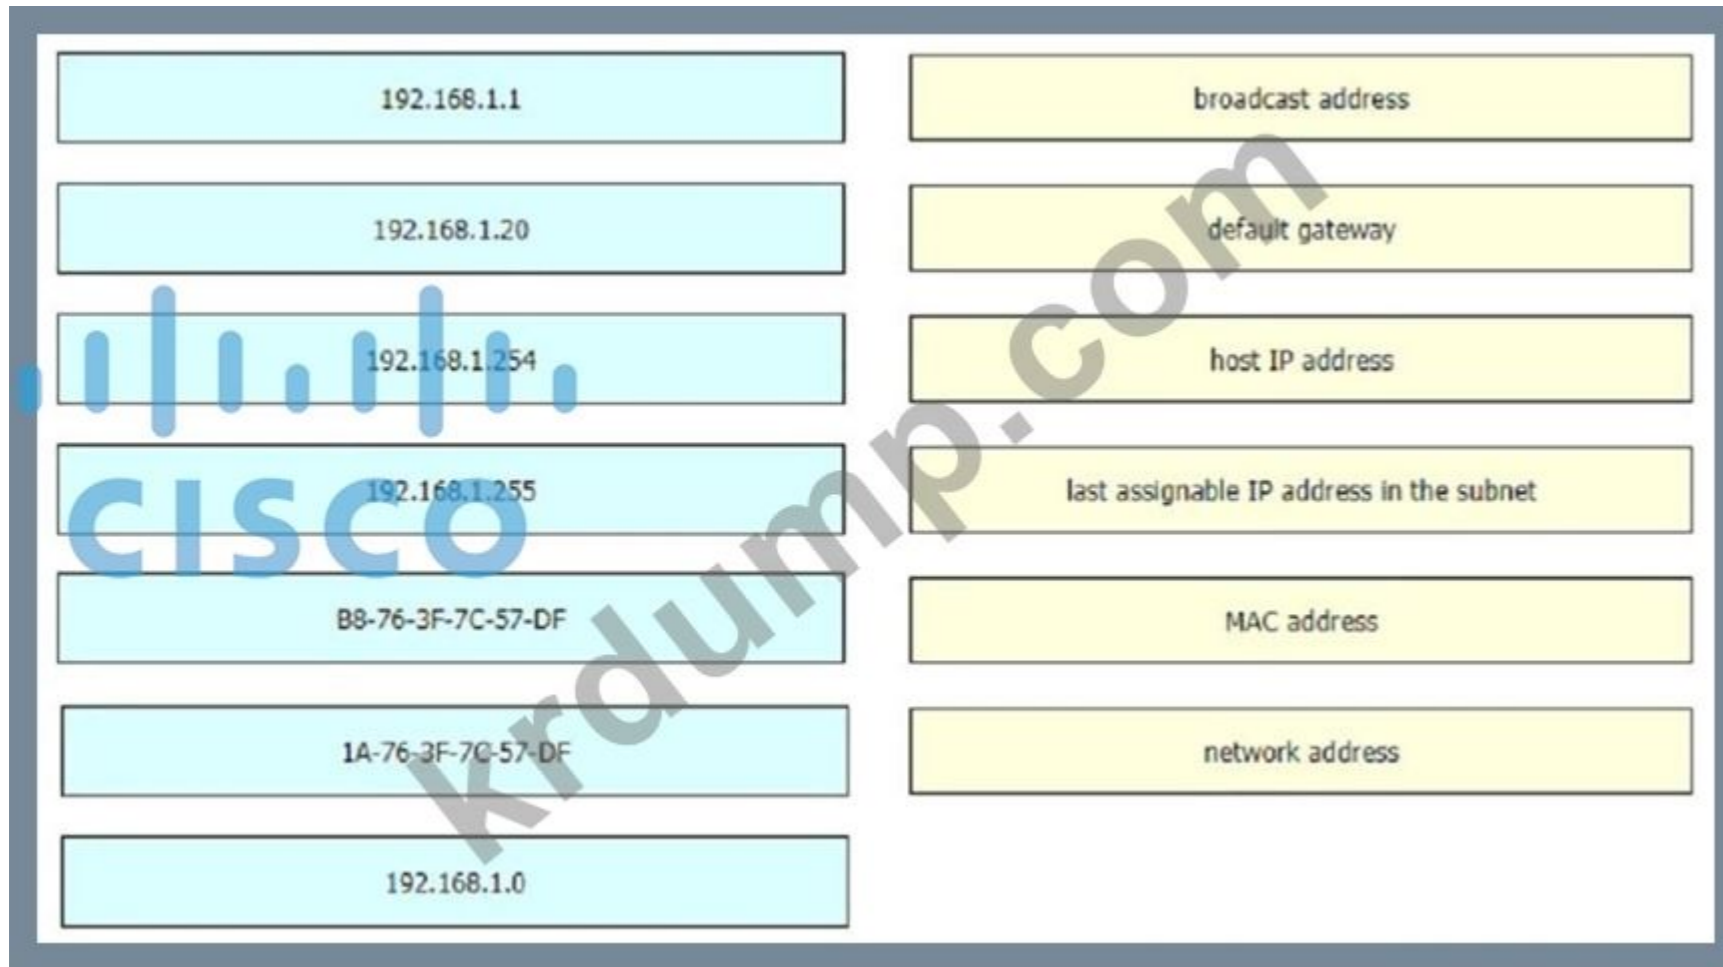 192.168.1.1
broadcast address
192.168.1.20
default gateway
192.168.1.254
host IP address
192.168.1.255
last assignable IP address in the subnet
B8-76-3F-7C-57-DF
MAC address
1A-76-3F-7C-57-DF
network address
192.168.1.0
CISCO
krdump.com